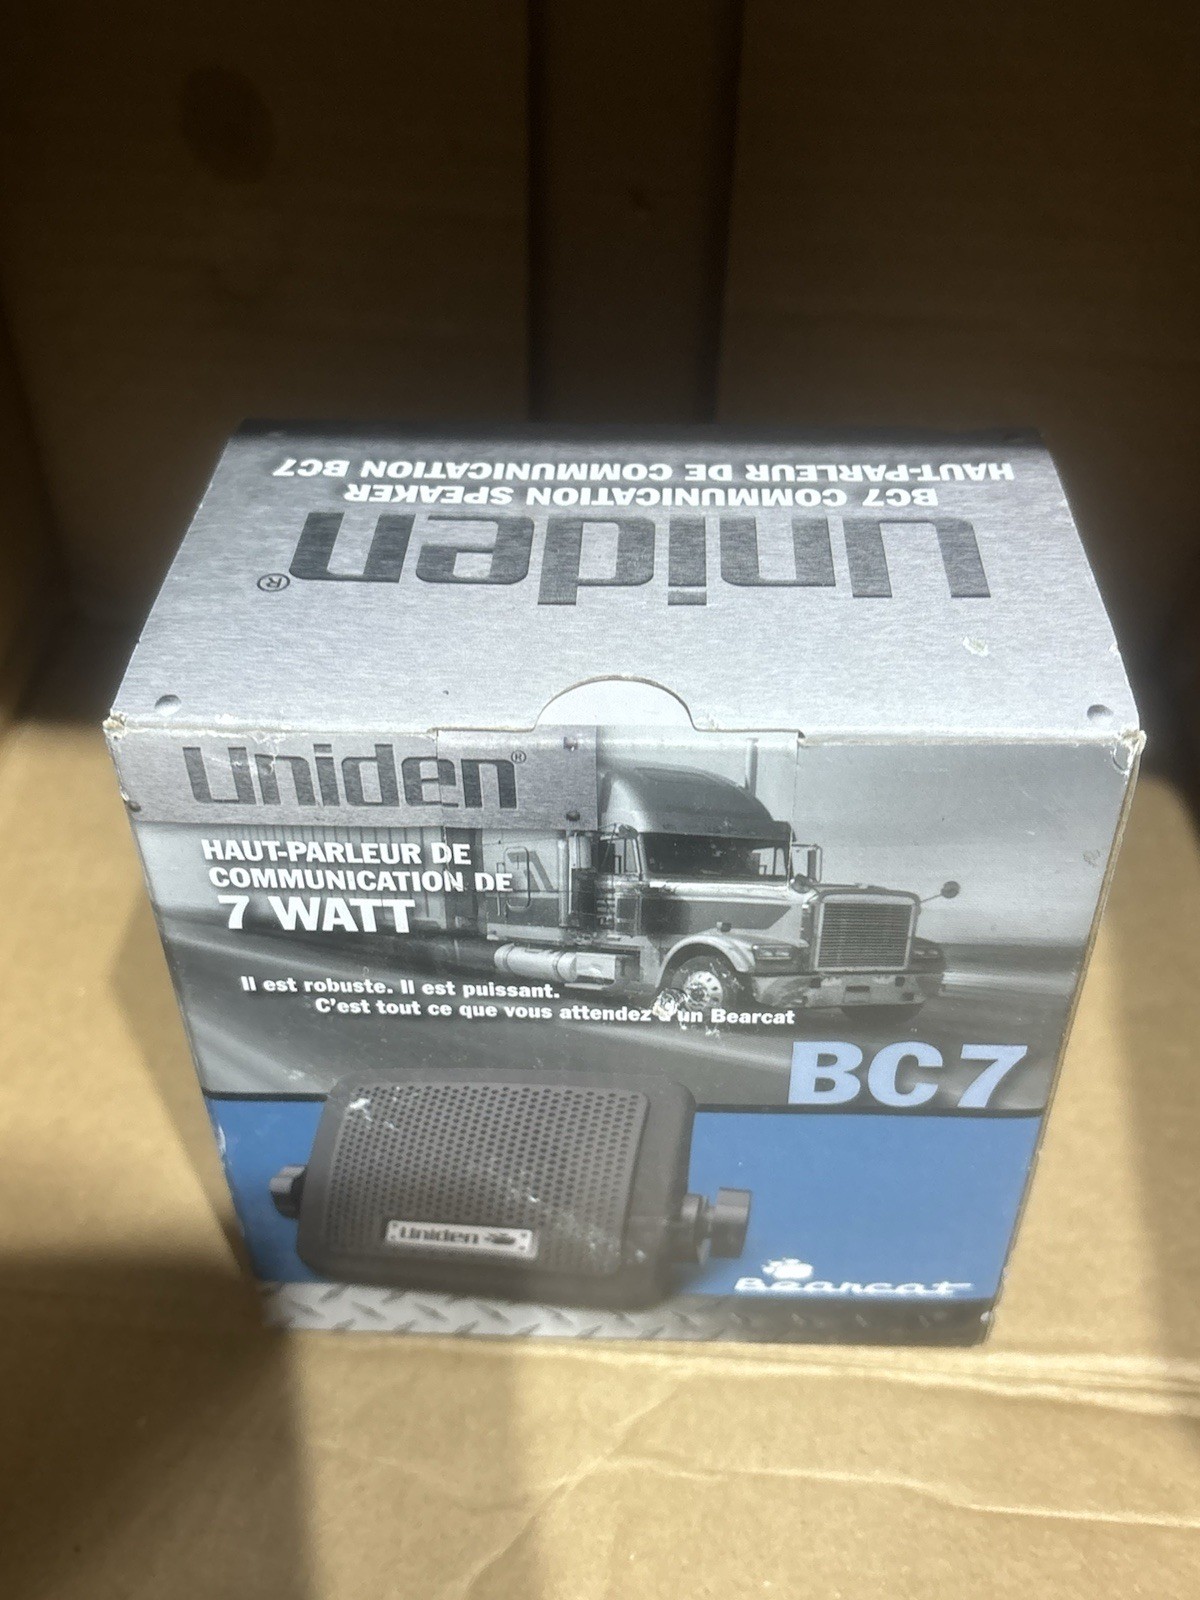 HAUT-PARLEUR DE COMMUNICATION BC7
BC7 COMMUNICATION SPEAKER
uniden®
uniden®
HAUT-PARLEUR DE
COMMUNICATION DE
7 WATT
Il est robuste. Il est puissant.
C'est tout ce que vous attendez d'un Bearcat
BC7
uniden
Bearcat